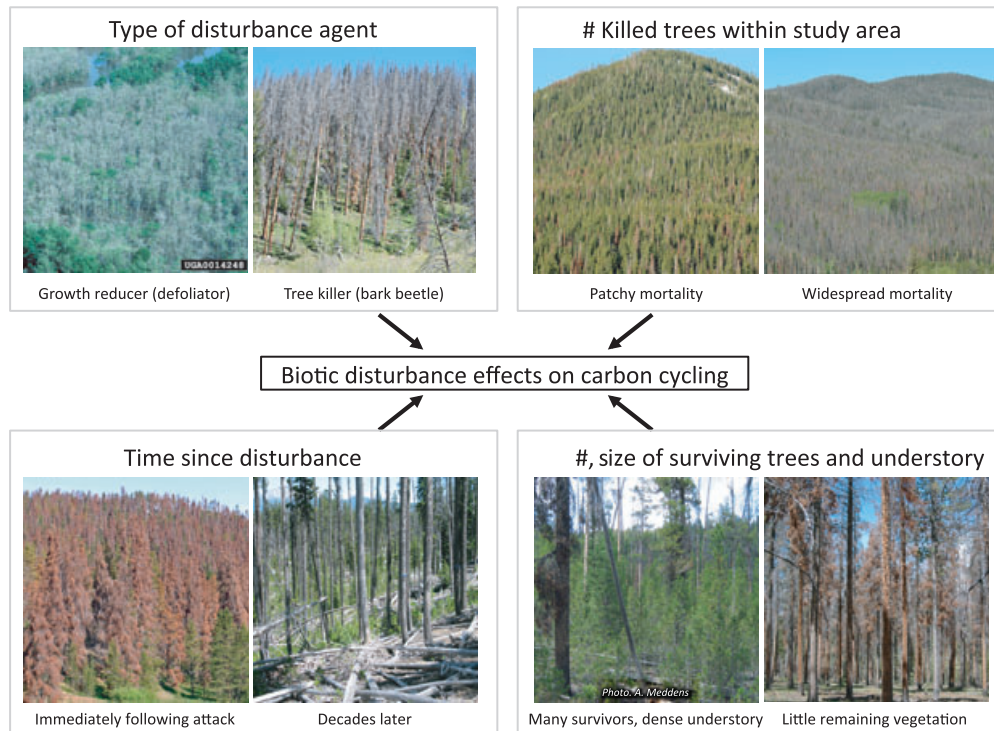 Type of disturbance agent
UGA0014248
Growth reducer (defoliator)
Tree killer (bark beetle)
# Killed trees within study area
Patchy mortality
Widespread mortality
Biotic disturbance effects on carbon cycling
Time since disturbance
Immediately following attack
Decades later
#, size of surviving trees and understory
Photo. A. Meddens
Many survivors, dense understory
Little remaining vegetation